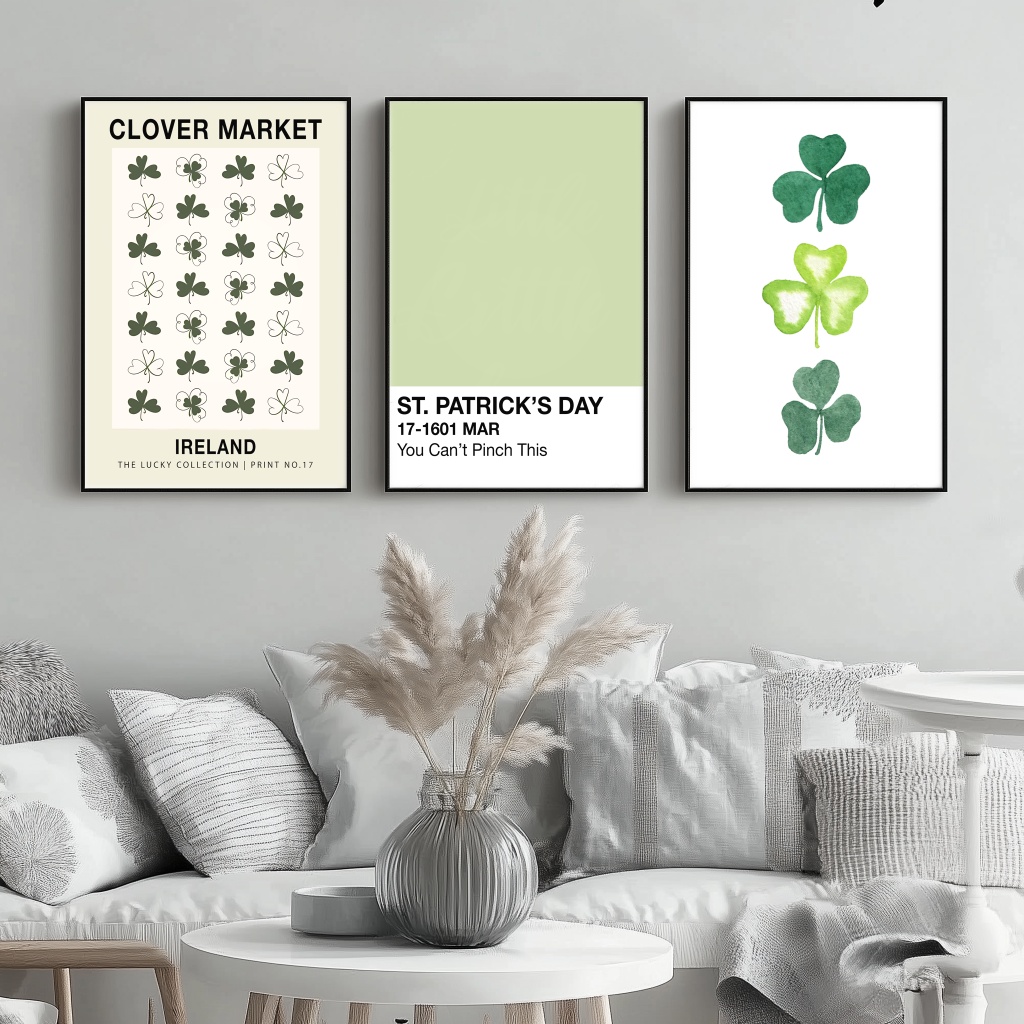 CLOVER MARKET
IRELAND
THE LUCKY COLLECTION | PRINT NO.17
ST. PATRICK'S DAY
17-1601 MAR
You Can't Pinch This